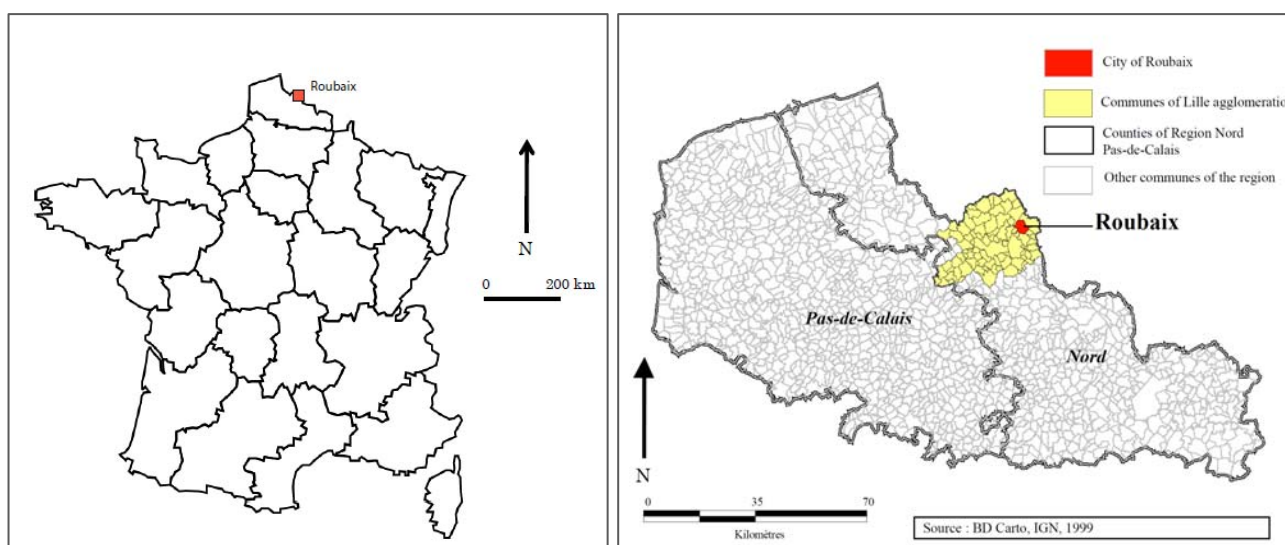 Roubaix
N
0 200 km
City of Roubaix
Communes of Lille agglomeration
Counties of Region Nord
Pas-de-Calais
Other communes of the region
Roubaix
Pas-de-Calais
Nord
N
0 35 70
Kilomètres
Source : BD Carto, IGN, 1999